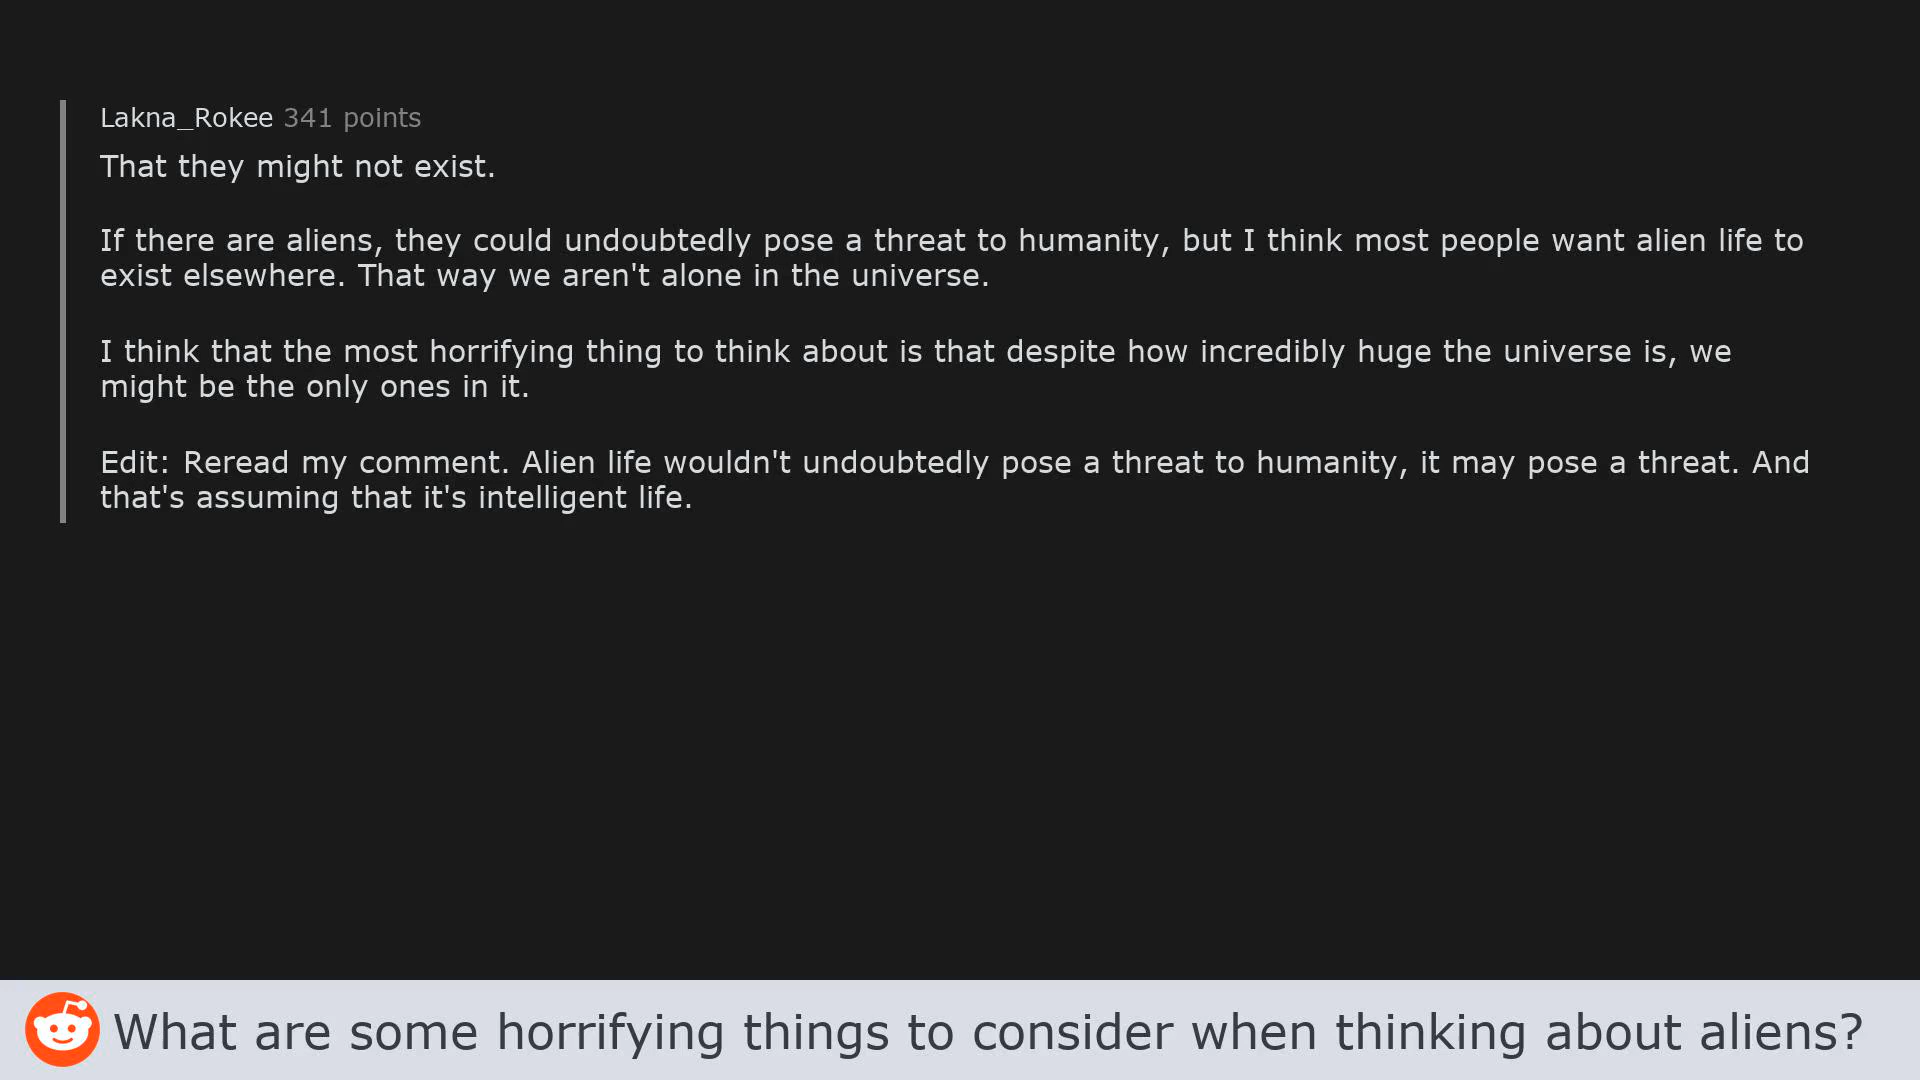 Lakna_Rokee 341 points
That they might not exist.
If there are aliens, they could undoubtedly pose a threat to humanity, but I think most people want alien life to
exist elsewhere. That way we aren't alone in the universe.
I think that the most horrifying thing to think about is that despite how incredibly huge the universe is, we
might be the only ones in it.
Edit: Reread my comment. Alien life wouldn't undoubtedly pose a threat to humanity, it may pose a threat. And
that's assuming that it's intelligent life.
What are some horrifying things to consider when thinking about aliens?